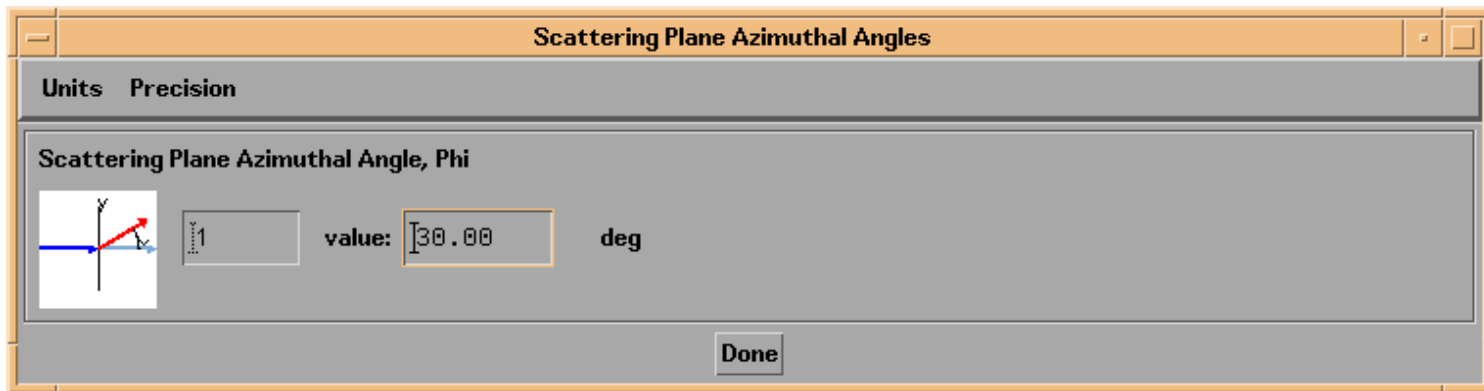 Scattering Plane Azimuthal Angles
Units Precision
Scattering Plane Azimuthal Angle, Phi
y
1 value: 30.00 deg
Done